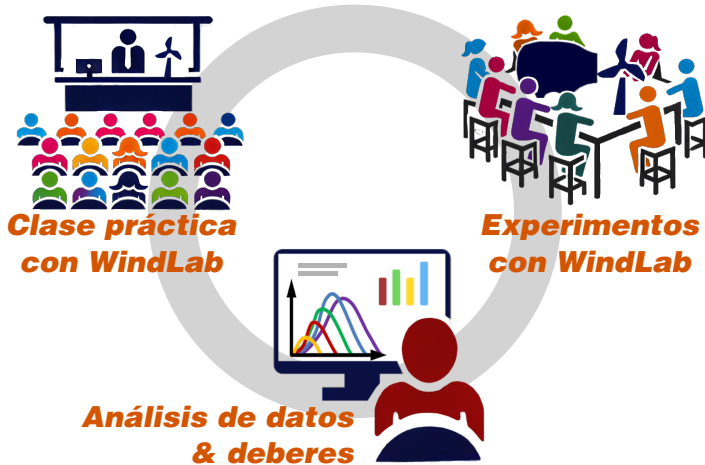 Clase práctica
con WindLab
Experimentos
con WindLab
Análisis de datos
& deberes